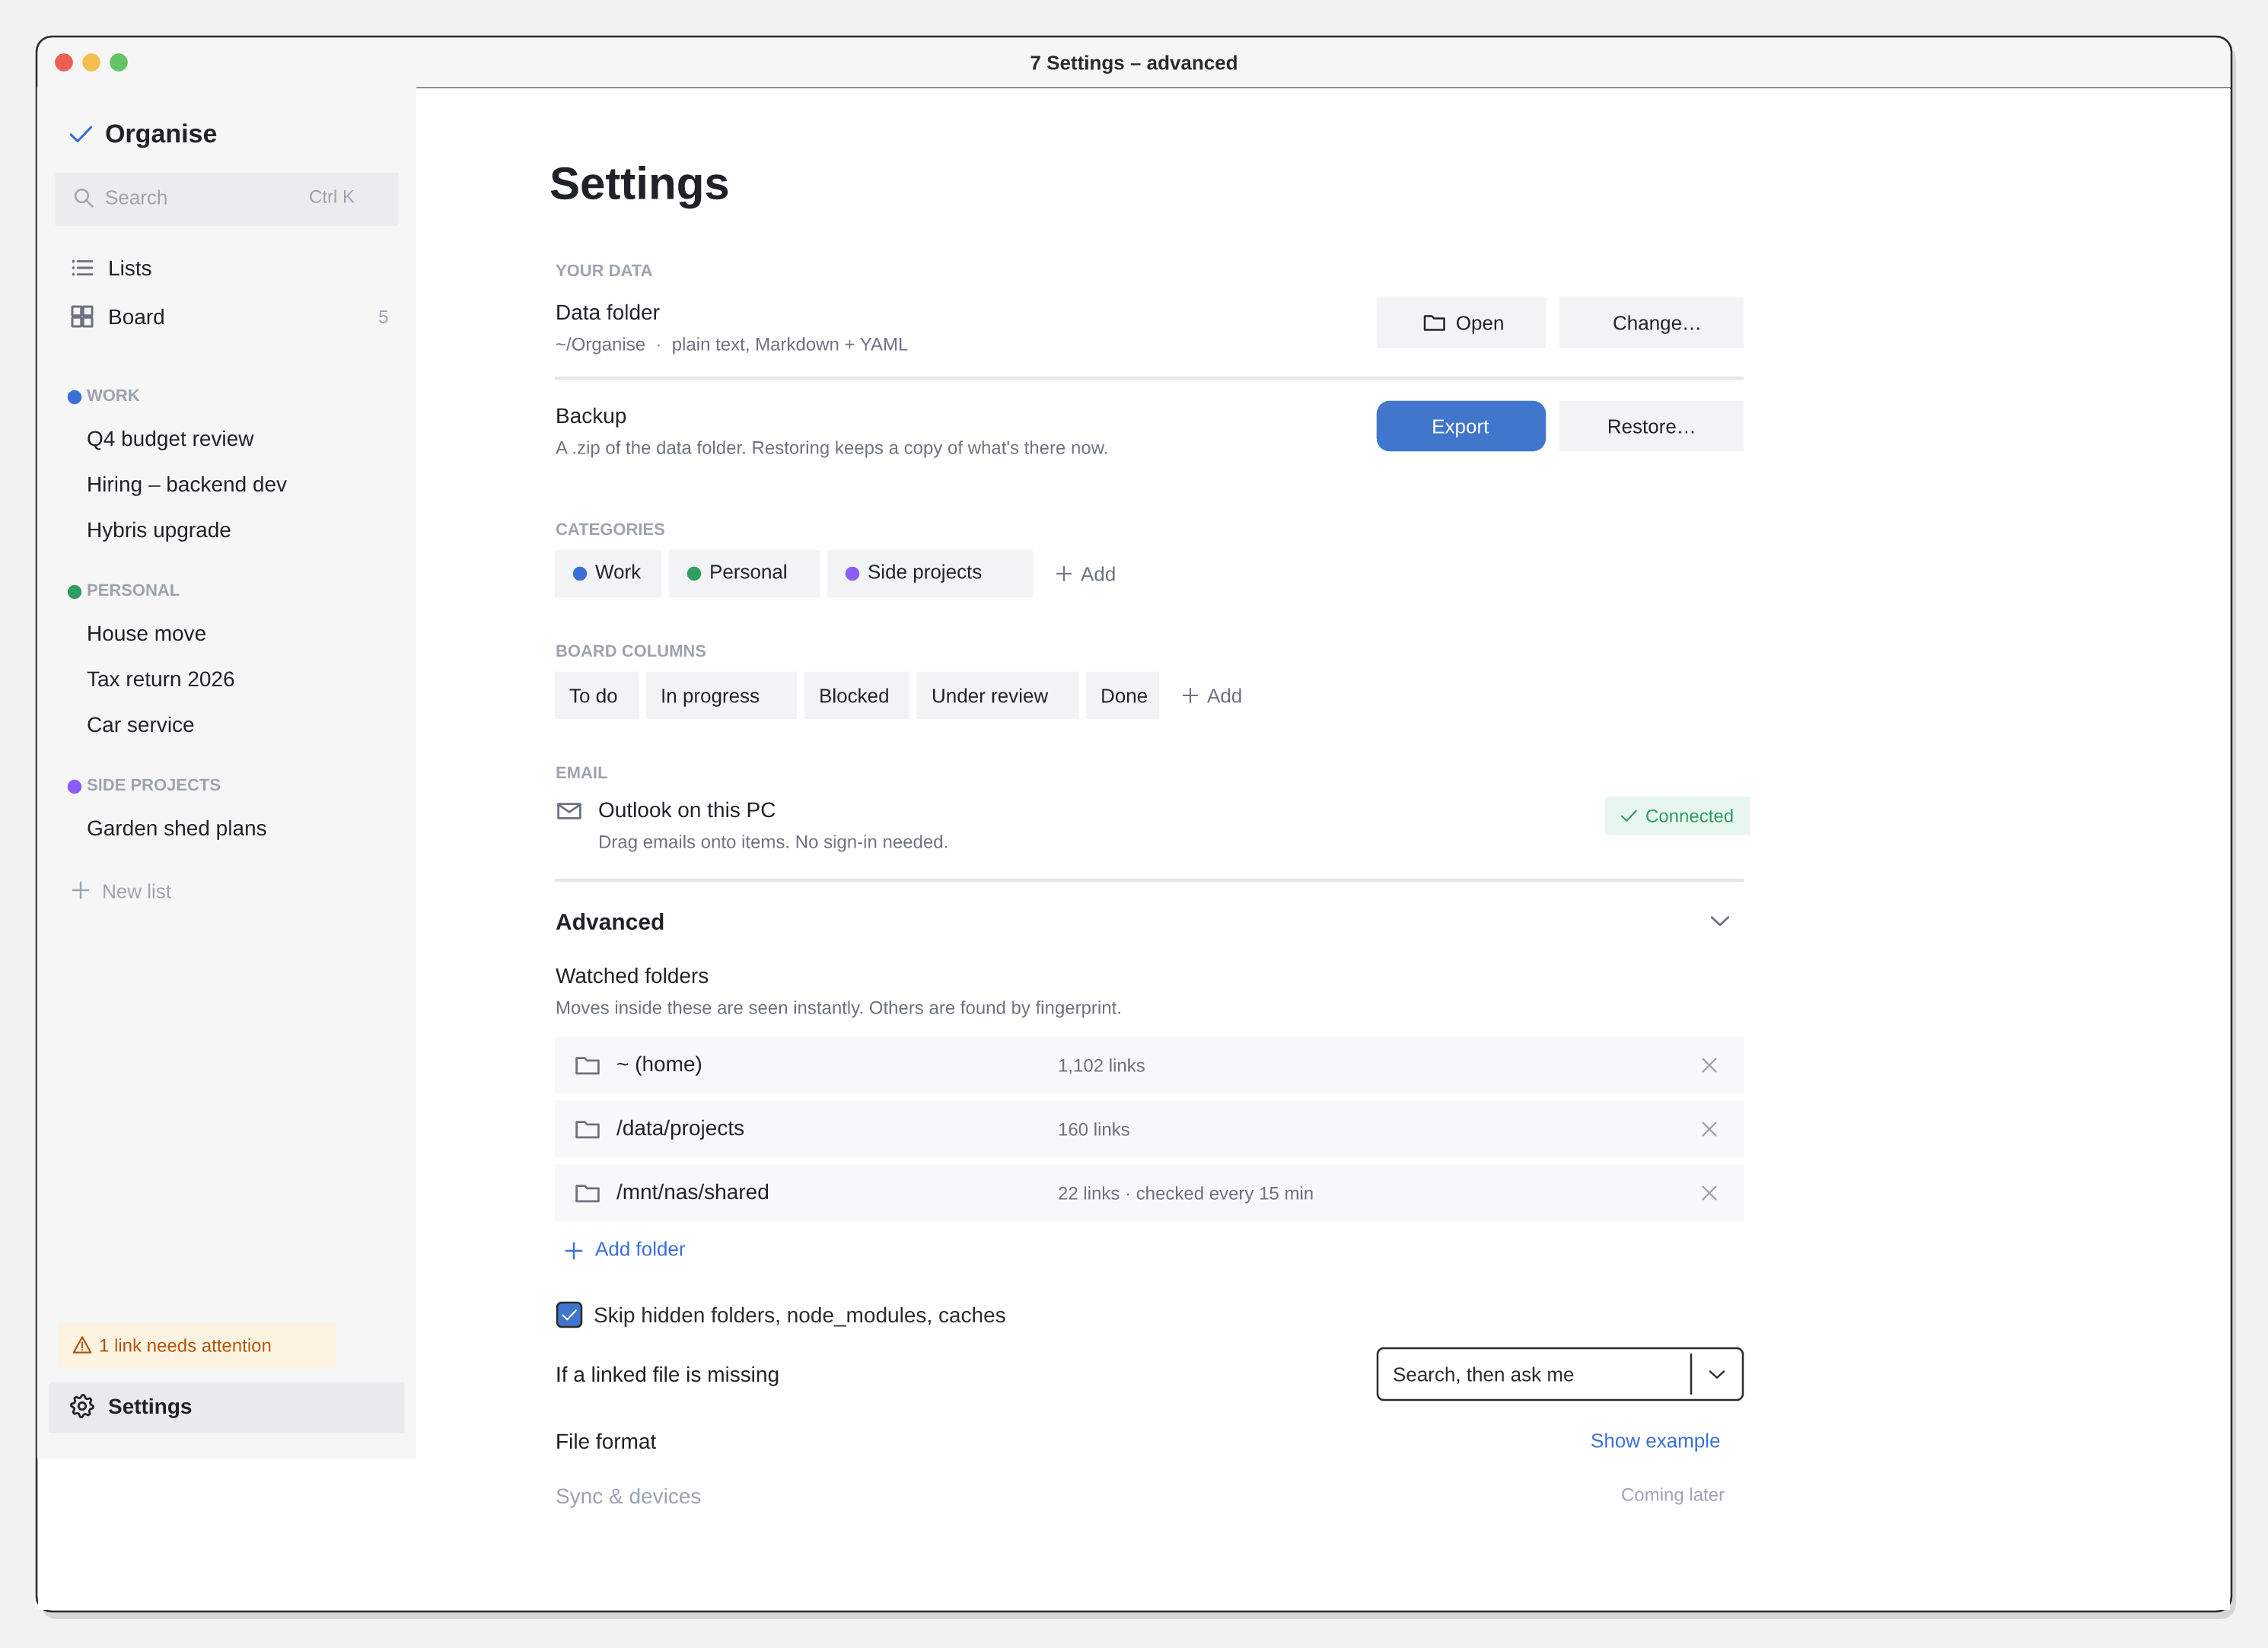 7 Settings – advanced
Organise
Search Ctrl K
Lists
Board 5
WORK
Q4 budget review
Hiring – backend dev
Hybris upgrade
PERSONAL
House move
Tax return 2026
Car service
SIDE PROJECTS
Garden shed plans
New list
1 link needs attention
Settings
Settings
YOUR DATA
Data folder
~/Organise · plain text, Markdown + YAML
Open Change…
Backup
A .zip of the data folder. Restoring keeps a copy of what's there now.
Export Restore…
CATEGORIES
Work Personal Side projects Add
BOARD COLUMNS
To do In progress Blocked Under review Done Add
EMAIL
Outlook on this PC
Drag emails onto items. No sign-in needed.
Connected
Advanced
Watched folders
Moves inside these are seen instantly. Others are found by fingerprint.
~ (home) 1,102 links
/data/projects 160 links
/mnt/nas/shared 22 links · checked every 15 min
Add folder
Skip hidden folders, node_modules, caches
If a linked file is missing Search, then ask me
File format Show example
Sync & devices Coming later